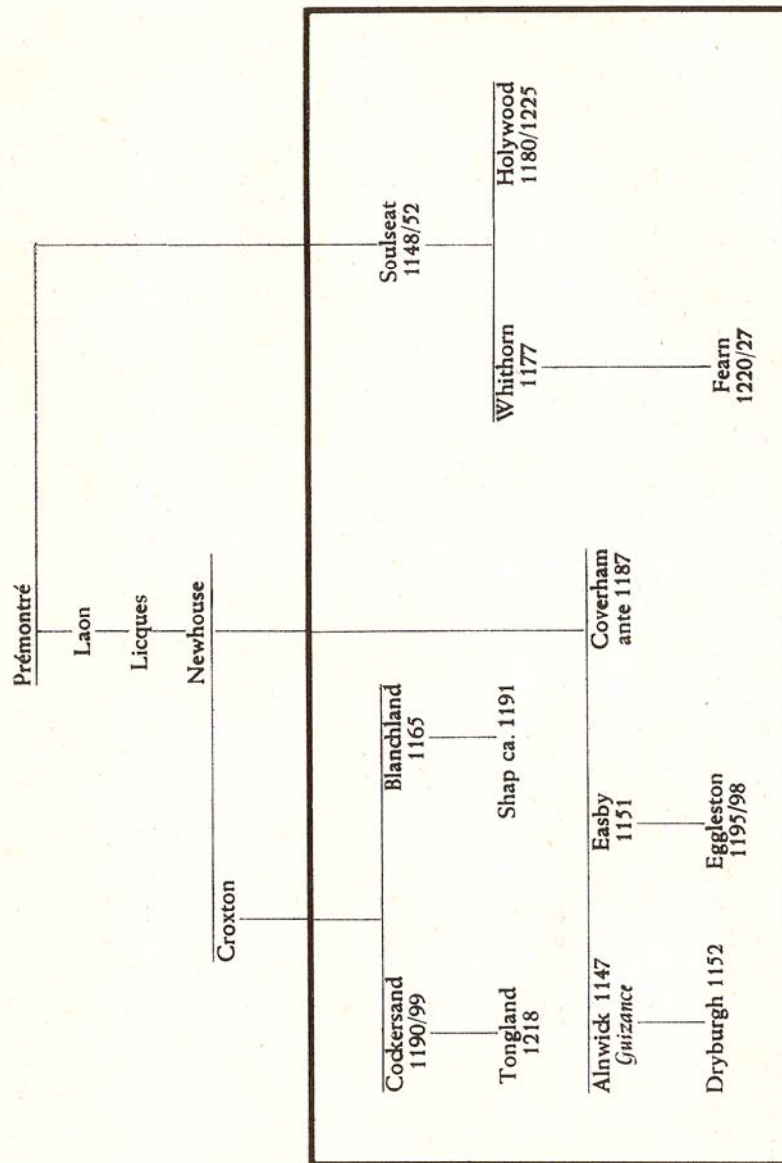 Prémontré
Laon
Licques
Newhouse
Croxton
Soulseat
1148/52
Cockersand
1190/99
Blanchland
1165
Whithorn
1177
Holywood
1180/1225
Tongland
1218
Shap ca. 1191
Alnwick 1147
Guizance
Easby
1151
Coverham
ante 1187
Dryburgh 1152
Eggleston
1195/98
Fearn
1220/27